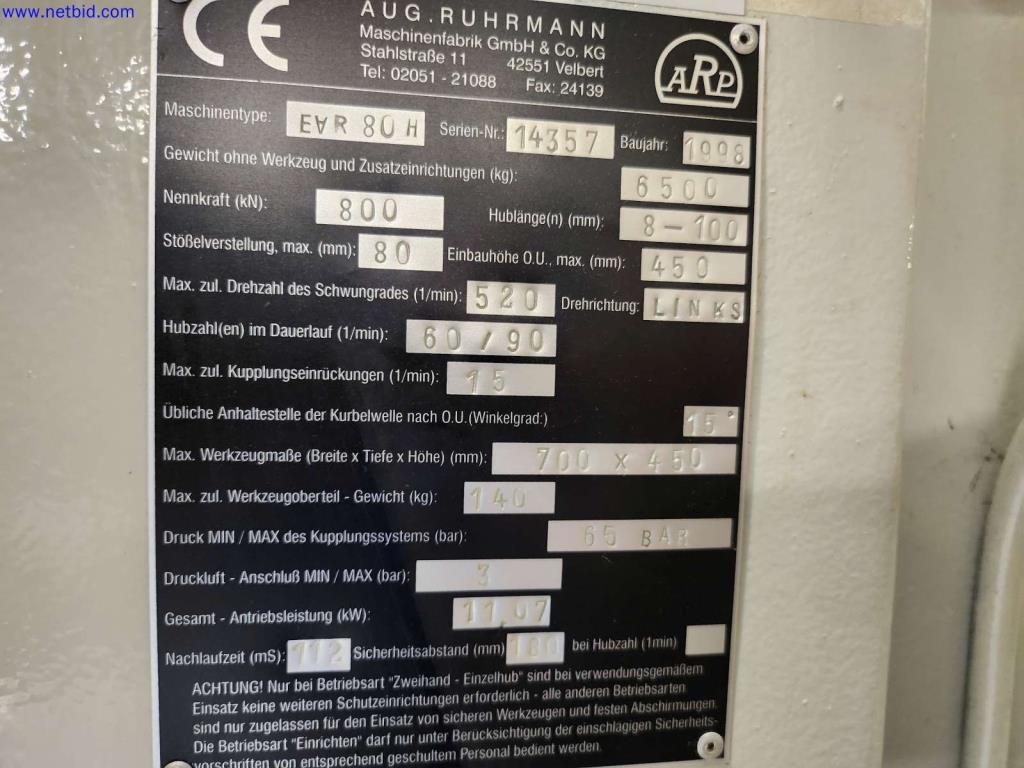 www.netbid.com
CE
AUG. RUHRMANN
Maschinenfabrik GmbH & Co. KG
Stahlstraße 11 42551 Velbert
Tel: 02051 - 21088 Fax: 24139
ARP
Maschinentype: EVR 80 H Serien-Nr.: 14357 Baujahr: 1998
Gewicht ohne Werkzeug und Zusatzeinrichtungen (kg): 6500
Nennkraft (kN): 800 Hublänge(n) (mm): 8-100
Stößelverstellung, max. (mm): 80 Einbauhöhe O.U., max. (mm): 450
Max. zul. Drehzahl des Schwungrades (1/min): 520 Drehrichtung: LINKS
Hubzahl(en) im Dauerlauf (1/min): 60/90
Max. zul. Kupplungseinrückungen (1/min): 15
Übliche Anhaltestelle der Kurbelwelle nach O.U.(Winkelgrad:) 15°
Max. Werkzeugmaße (Breite x Tiefe x Höhe) (mm): 700 x 450
Max. zul. Werkzeugoberteil - Gewicht (kg): 140
Druck MIN / MAX des Kupplungssystems (bar): 65 BAR
Druckluft - Anschluß MIN / MAX (bar): 3
Gesamt - Antriebsleistung (kW): 11,07
Nachlaufzeit (mS): 112 Sicherheitsabstand (mm) 180 bei Hubzahl (1min)
ACHTUNG! Nur bei Betriebsart "Zweihand - Einzelhub" sind bei verwendungsgemäßem
Einsatz keine weiteren Schutzeinrichtungen erforderlich - alle anderen Betriebsarten
sind nur zugelassen für den Einsatz von sicheren Werkzeugen und festen Abschirmungen.
Die Betriebsart "Einrichten" darf nur unter Berücksichtigung der einschlägigen Sicherheits-
vorschriften von entsprechend geschultem Personal bedient werden.